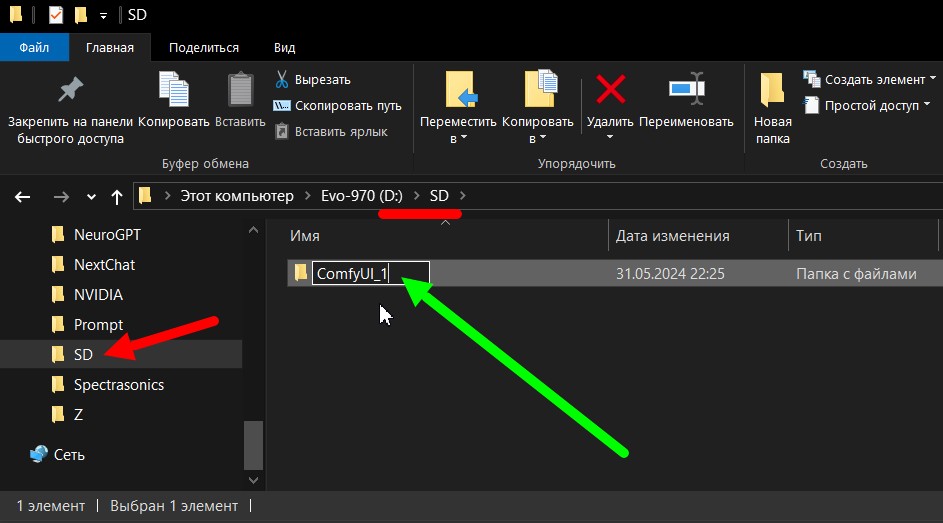 SD
Файл Главная Поделиться Вид
Закрепить на панели
быстрого доступа
Копировать
Вставить
Вырезать
Скопировать путь
Вставить ярлык
Буфер обмена
Переместить
в
Копировать
в
Удалить
Переименовать
Упорядочить
Новая
папка
Создать элемент
Простой доступ
Создать
Этот компьютер Evo-970 (D:) SD
NeuroGPT
NextChat
NVIDIA
Prompt
SD
Spectrasonics
Z
Сеть
Имя Дата изменения Тип
ComfyUI_1 31.05.2024 22:25 Папка с файлами
1 элемент Выбран 1 элемент